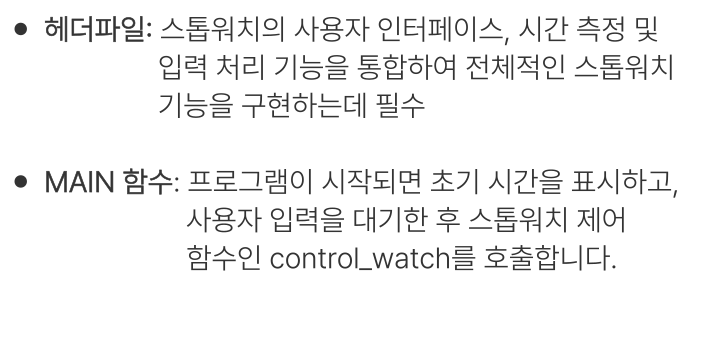 • 헤더파일: 스톱워치의 사용자 인터페이스, 시간 측정 및
입력 처리 기능을 통합하여 전체적인 스톱워치
기능을 구현하는데 필수
• MAIN 함수: 프로그램이 시작되면 초기 시간을 표시하고,
사용자 입력을 대기한 후 스톱워치 제어
함수인 control_watch를 호출합니다.